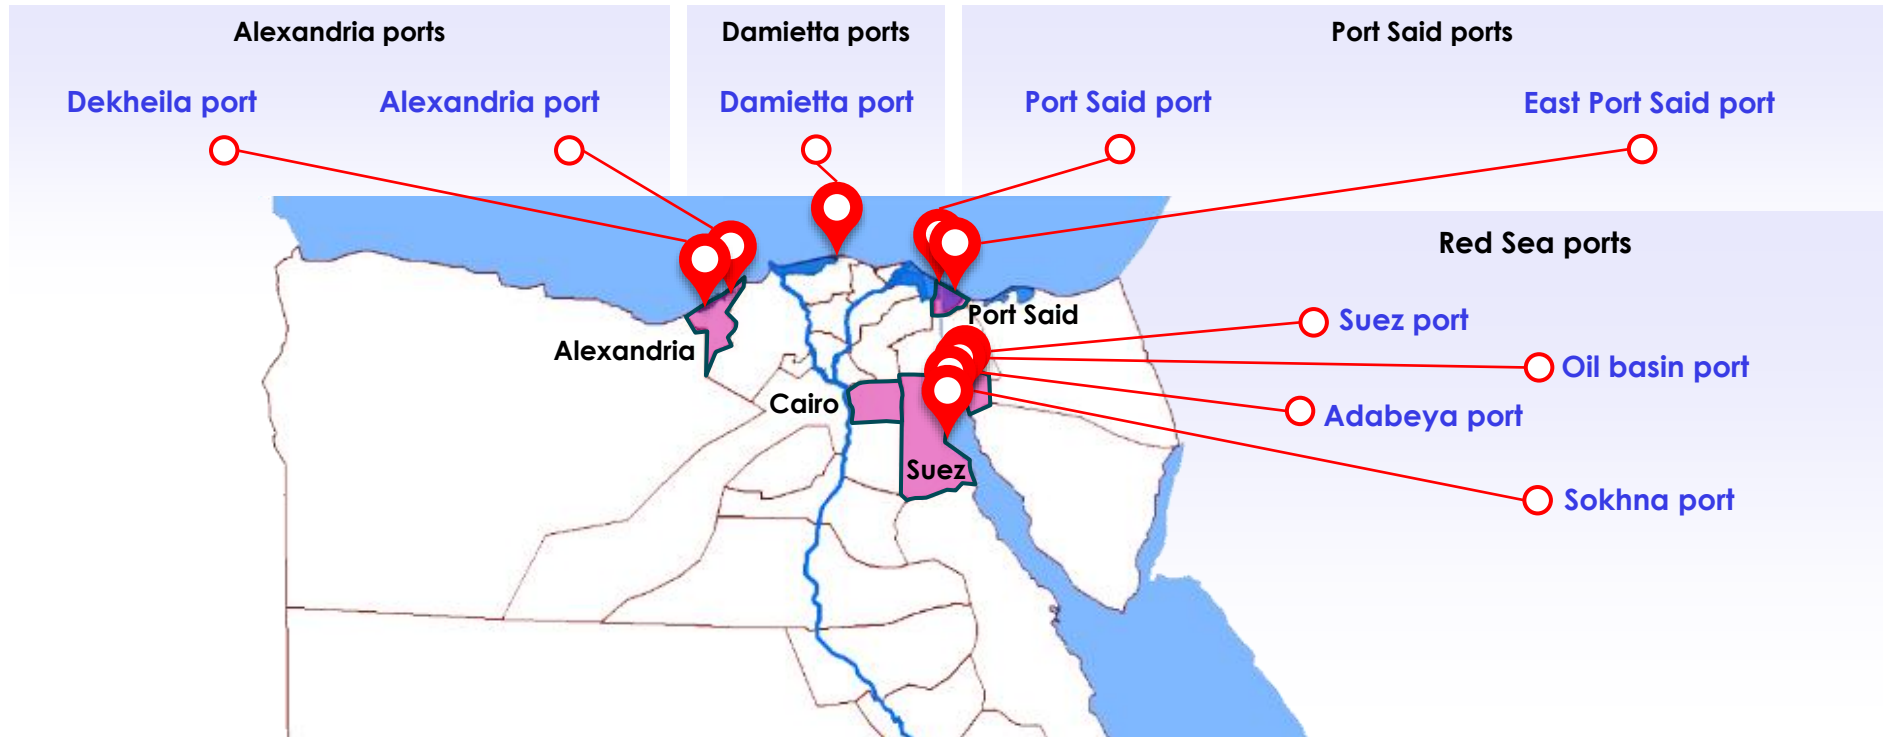 Alexandria ports
Damietta ports
Port Said ports
Dekheila port
Alexandria port
Damietta port
Port Said port
East Port Said port
Red Sea ports
Port Said
Suez port
Alexandria
Oil basin port
Cairo
Adabeya port
Suez
Sokhna port